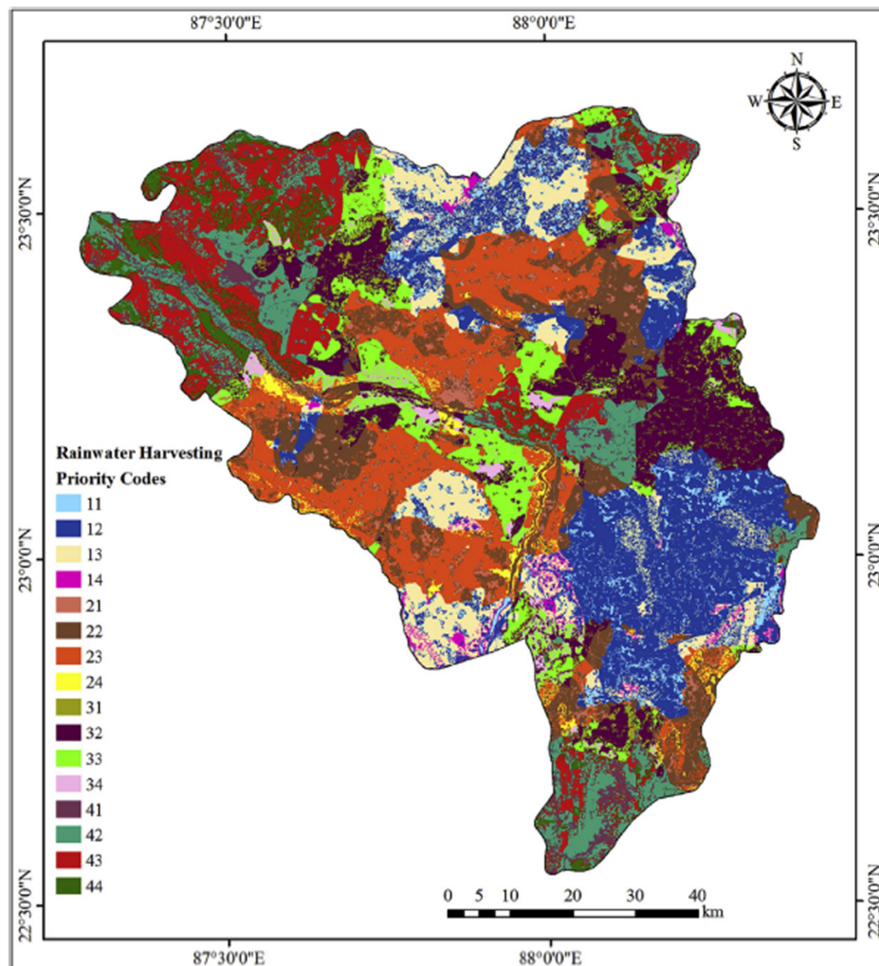 87°30'0"E 88°0'0"E
N
W E
S
23°30'0"N 23°30'0"N
Rainwater Harvesting
Priority Codes
11
12
13
14
21
22
23
24
31
32
33
34
41
42
43
44
23°0'0"N 23°0'0"N
0 5 10 20 30 40
km
22°30'0"N 22°30'0"N
87°30'0"E 88°0'0"E